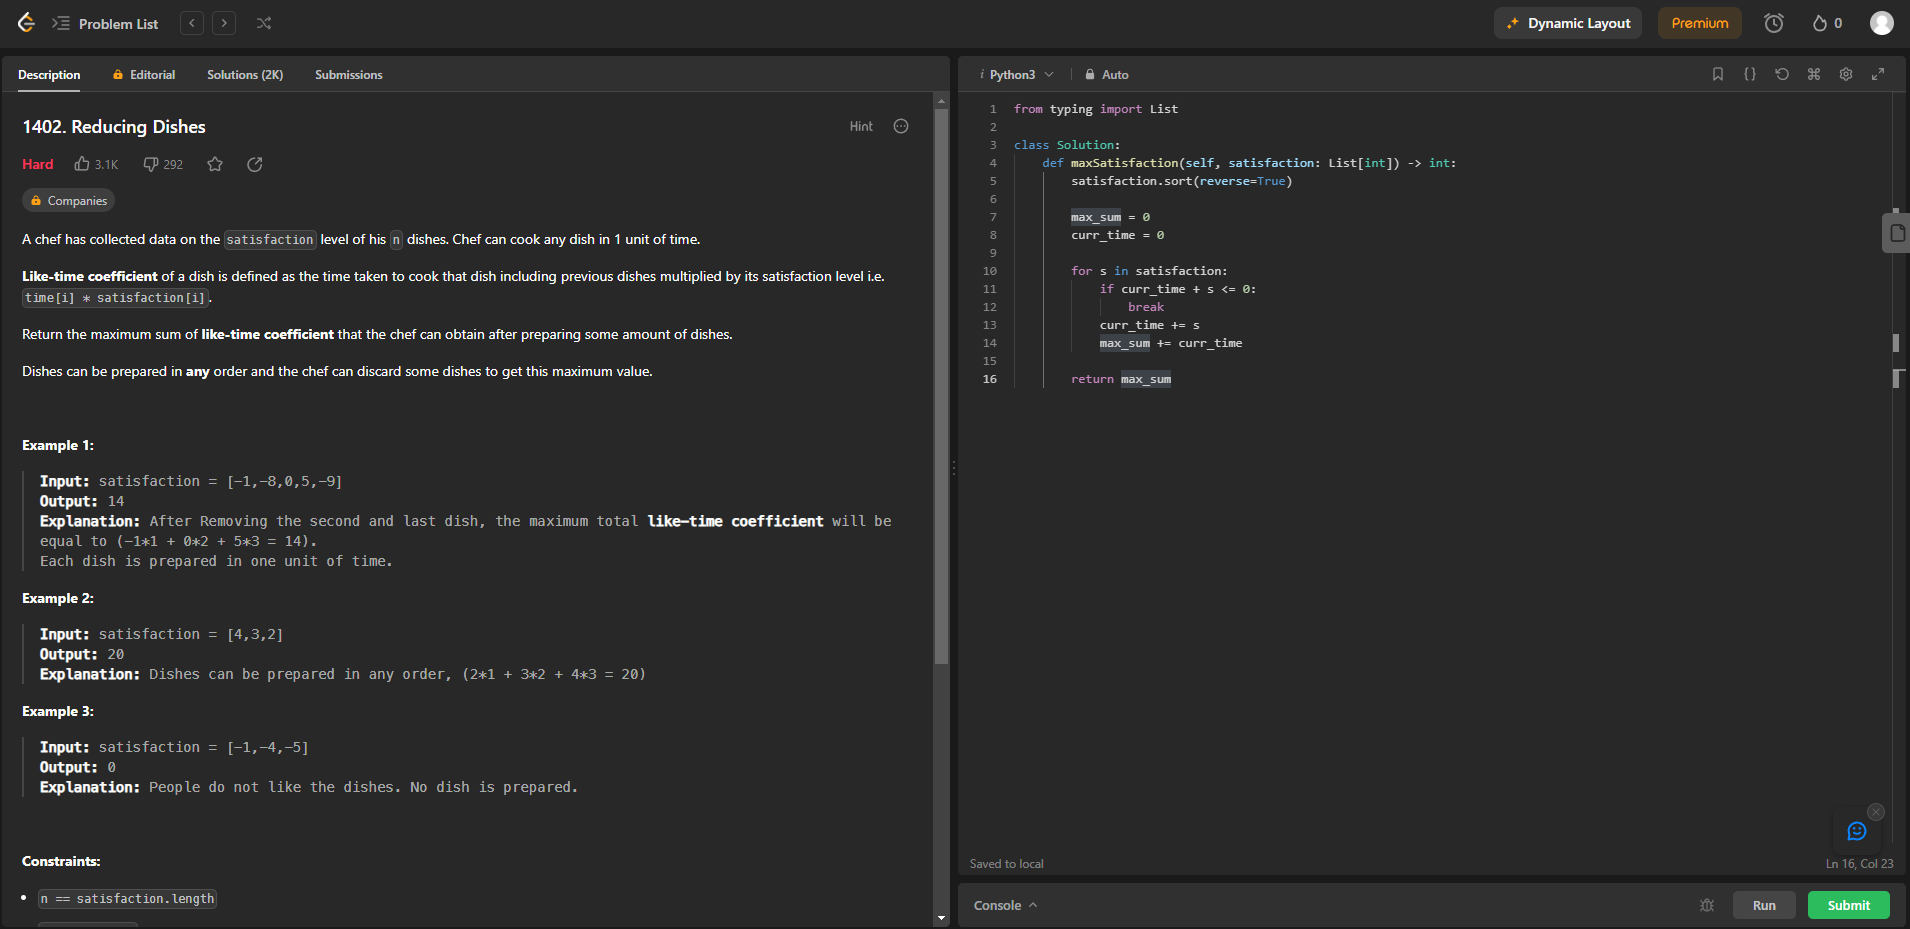 Problem List
Dynamic Layout
Premium
0
Description
Editorial
Solutions (2K)
Submissions
1402. Reducing Dishes
Hint
Hard
3.1K
292
Companies
A chef has collected data on the satisfaction level of his n dishes. Chef can cook any dish in 1 unit of time.
Like-time coefficient of a dish is defined as the time taken to cook that dish including previous dishes multiplied by its satisfaction level i.e.
time[i] * satisfaction[i].
Return the maximum sum of like-time coefficient that the chef can obtain after preparing some amount of dishes.
Dishes can be prepared in any order and the chef can discard some dishes to get this maximum value.
Example 1:
Input: satisfaction = [-1,-8,0,5,-9]
Output: 14
Explanation: After Removing the second and last dish, the maximum total like-time coefficient will be
equal to (-1*1 + 0*2 + 5*3 = 14).
Each dish is prepared in one unit of time.
Example 2:
Input: satisfaction = [4,3,2]
Output: 20
Explanation: Dishes can be prepared in any order, (2*1 + 3*2 + 4*3 = 20)
Example 3:
Input: satisfaction = [-1,-4,-5]
Output: 0
Explanation: People do not like the dishes. No dish is prepared.
Constraints:
• n == satisfaction.length
i Python3
Auto
1 from typing import List
2
3 class Solution:
4 def maxSatisfaction(self, satisfaction: List[int]) -> int:
5 satisfaction.sort(reverse=True)
6
7 max_sum = 0
8 curr_time = 0
9
10 for s in satisfaction:
11 if curr_time + s <= 0:
12 break
13 curr_time += s
14 max_sum += curr_time
15
16 return max_sum
Saved to local
Ln 16, Col 23
Console
Run
Submit